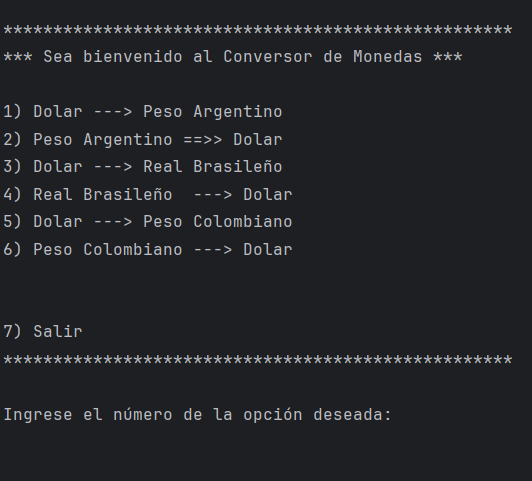 ***************************************************
*** Sea bienvenido al Conversor de Monedas ***
1) Dolar ---> Peso Argentino
2) Peso Argentino ==>> Dolar
3) Dolar ---> Real Brasileño
4) Real Brasileño  ---> Dolar
5) Dolar ---> Peso Colombiano
6) Peso Colombiano ---> Dolar
7) Salir
***************************************************
Ingrese el número de la opción deseada: